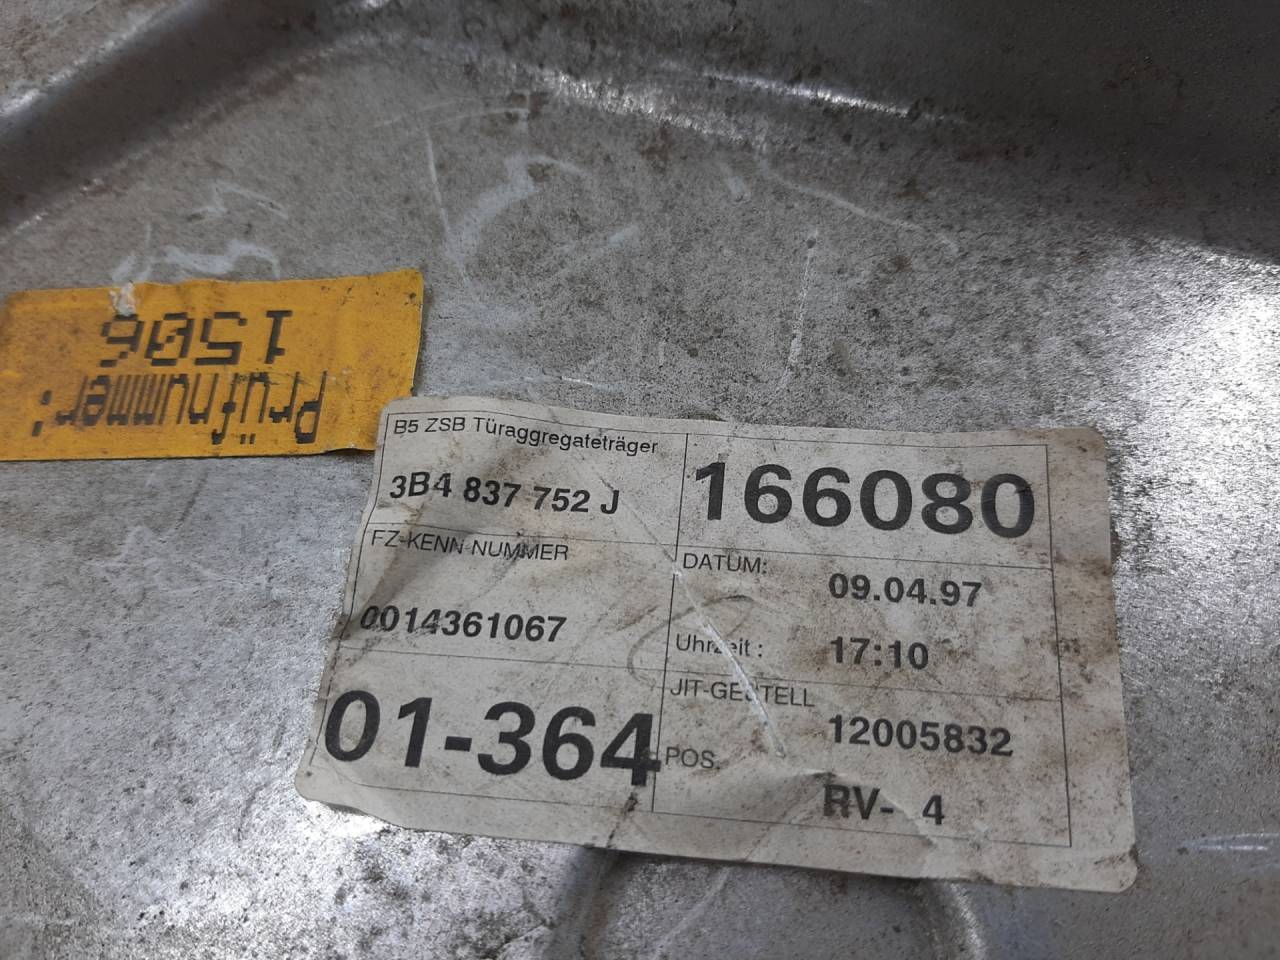 Prüfnummer:
1506
B5 ZSB Türaggregateträger
3B4 837 752 J
166080
FZ-KENN-NUMMER
0014361067
DATUM: 09.04.97
Uhrzeit : 17:10
01-364
JIT-GESTELL
12005832
POS.
RV- 4